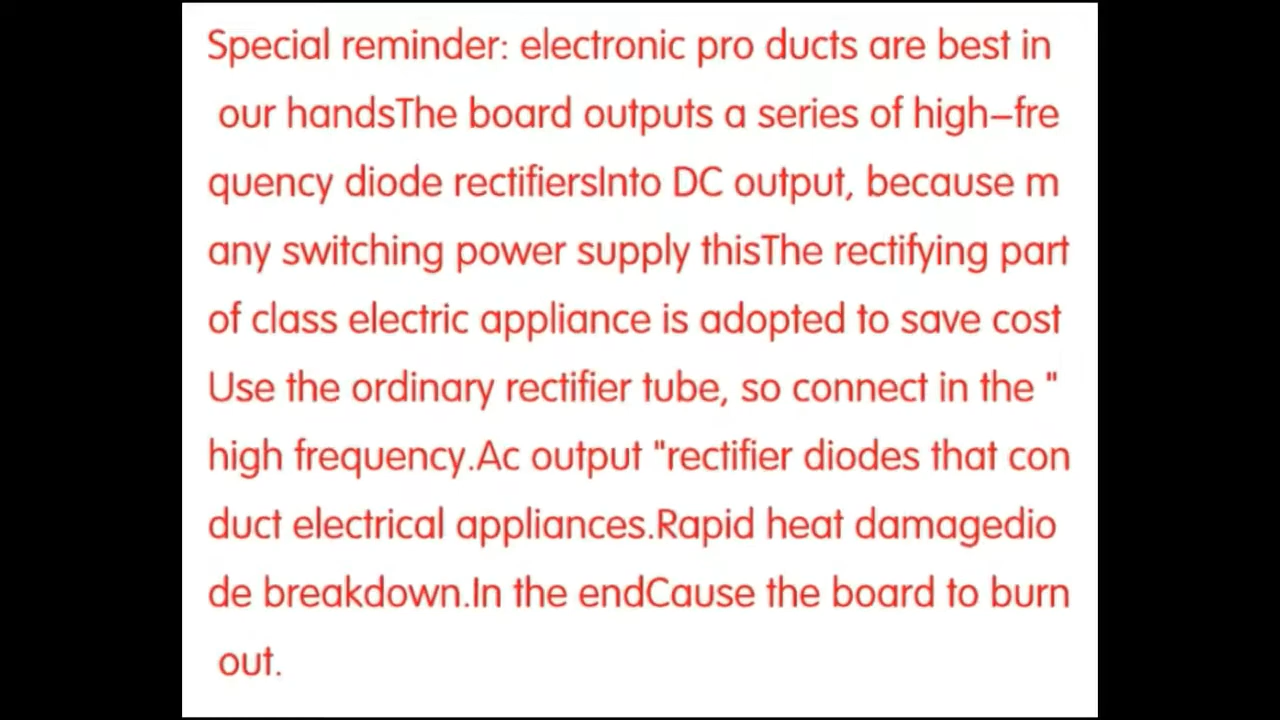 Special reminder: electronic pro ducts are best in
our handsThe board outputs a series of high–fre
quency diode rectifiersInto DC output, because m
any switching power supply thisThe rectifying part
of class electric appliance is adopted to save cost
Use the ordinary rectifier tube, so connect in the "
high frequency.Ac output "rectifier diodes that con
duct electrical appliances.Rapid heat damagedio
de breakdown.In the endCause the board to burn
out.